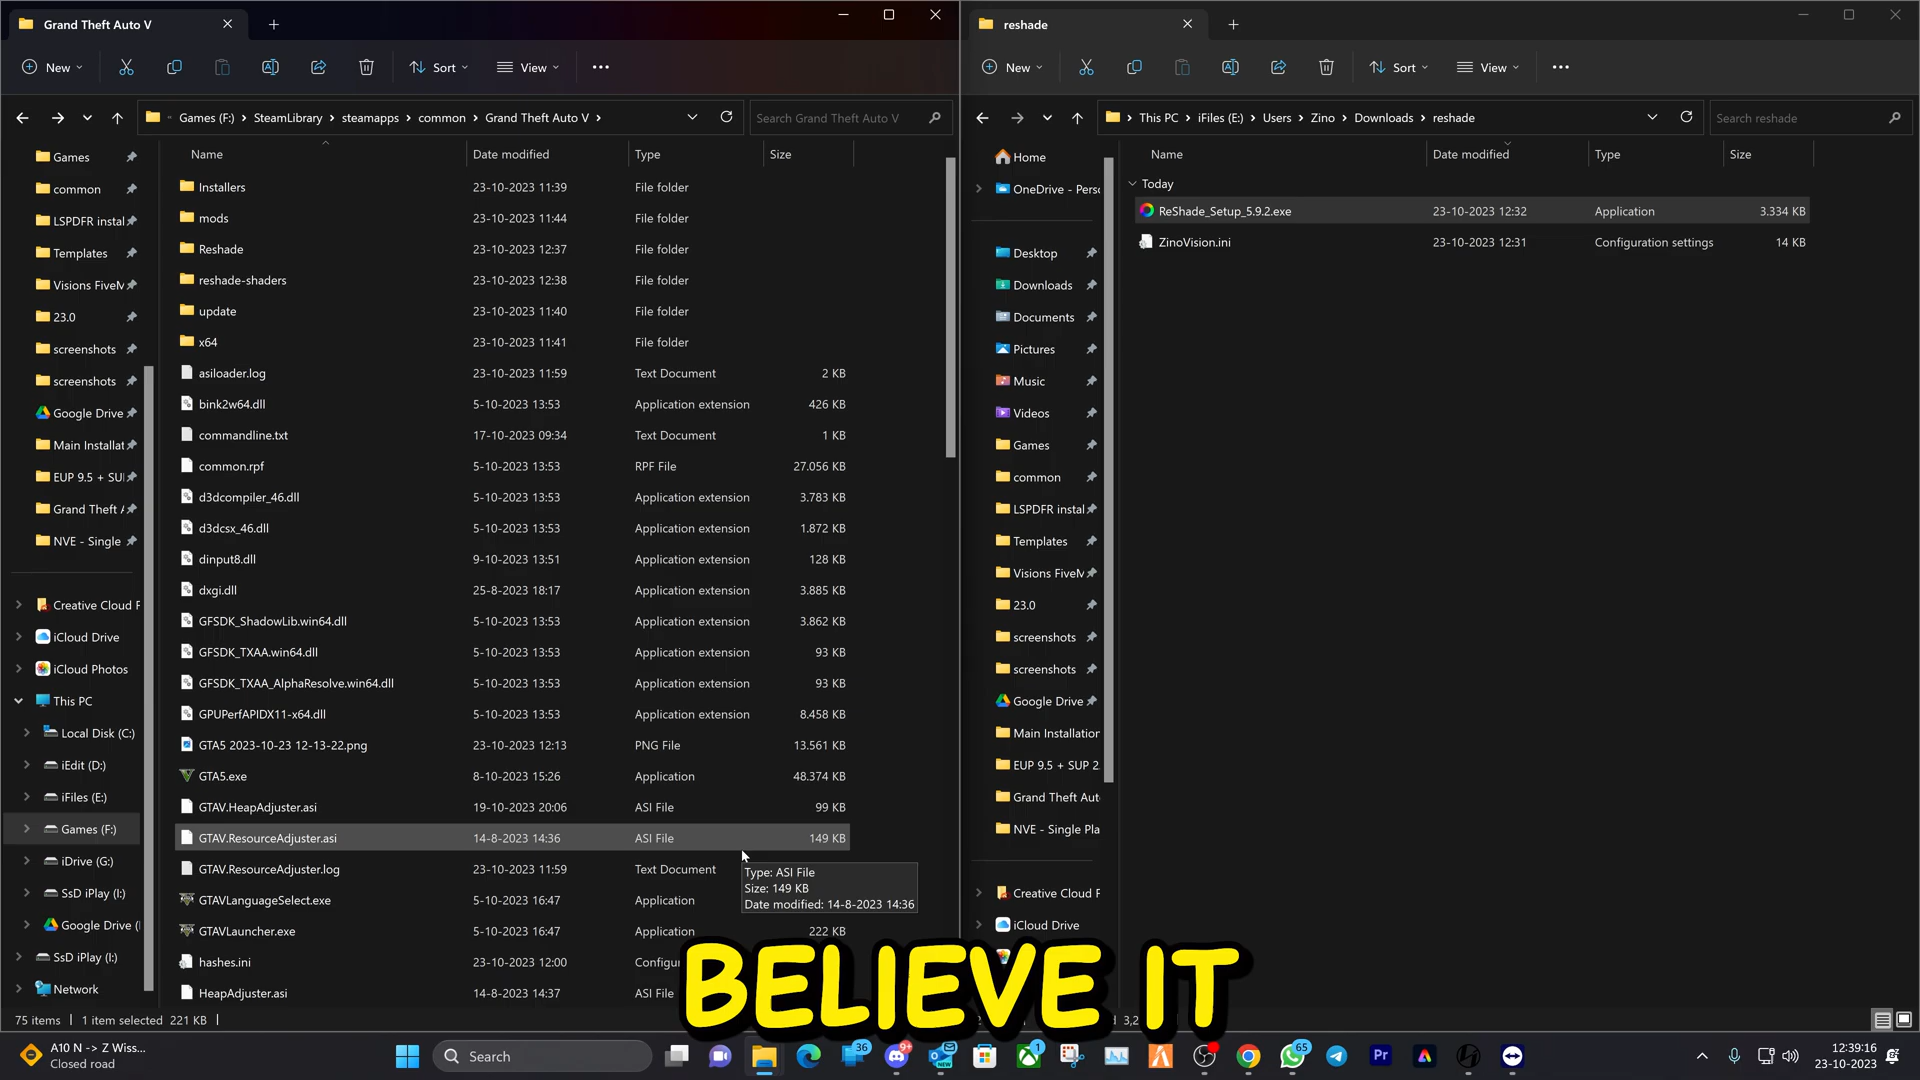 Grand Theft Auto V
New
Sort
View
Games (F:) > SteamLibrary > steamapps > common > Grand Theft Auto V >
Search Grand Theft Auto V
Games
common
LSPDFR instal
Templates
Visions FiveM
23.0
screenshots
screenshots
Google Drive
Main Installat
EUP 9.5 + SU
Grand Theft A
NVE - Single
Creative Cloud F
iCloud Drive
iCloud Photos
This PC
Local Disk (C:)
iEdit (D:)
iFiles (E:)
Games (F:)
iDrive (G:)
SsD iPlay (I:)
Google Drive (
SsD iPlay (I:)
Network
Name Date modified Type Size
Installers 23-10-2023 11:39 File folder
mods 23-10-2023 11:44 File folder
Reshade 23-10-2023 12:37 File folder
reshade-shaders 23-10-2023 12:38 File folder
update 23-10-2023 11:40 File folder
x64 23-10-2023 11:41 File folder
asiloader.log 23-10-2023 11:59 Text Document 2 KB
bink2w64.dll 5-10-2023 13:53 Application extension 426 KB
commandline.txt 17-10-2023 09:34 Text Document 1 KB
common.rpf 5-10-2023 13:53 RPF File 27.056 KB
d3dcompiler_46.dll 5-10-2023 13:53 Application extension 3.783 KB
d3dcsx_46.dll 5-10-2023 13:53 Application extension 1.872 KB
dinput8.dll 9-10-2023 13:51 Application extension 128 KB
dxgi.dll 25-8-2023 18:17 Application extension 3.885 KB
GFSDK_ShadowLib.win64.dll 5-10-2023 13:53 Application extension 3.862 KB
GFSDK_TXAA.win64.dll 5-10-2023 13:53 Application extension 93 KB
GFSDK_TXAA_AlphaResolve.win64.dll 5-10-2023 13:53 Application extension 93 KB
GPUPerfAPIDX11-x64.dll 5-10-2023 13:53 Application extension 8.458 KB
GTA5 2023-10-23 12-13-22.png 23-10-2023 12:13 PNG File 13.561 KB
GTA5.exe 8-10-2023 15:26 Application 48.374 KB
GTAV.HeapAdjuster.asi 19-10-2023 20:06 ASI File 99 KB
GTAV.ResourceAdjuster.asi 14-8-2023 14:36 ASI File 149 KB
GTAV.ResourceAdjuster.log 23-10-2023 11:59 Text Document
GTAVLanguageSelect.exe 5-10-2023 16:47 Application
GTAVLauncher.exe 5-10-2023 16:47 Application 222 KB
hashes.ini 23-10-2023 12:00 Configur
HeapAdjuster.asi 14-8-2023 14:37 ASI File
Type: ASI File
Size: 149 KB
Date modified: 14-8-2023 14:36
75 items 1 item selected 221 KB
reshade
New
Sort
View
This PC > iFiles (E:) > Users > Zino > Downloads > reshade
Search reshade
Home
OneDrive - Perso
Desktop
Downloads
Documents
Pictures
Music
Videos
Games
common
LSPDFR instal
Templates
Visions FiveM
23.0
screenshots
screenshots
Google Drive
Main Installation
EUP 9.5 + SUP 2.
Grand Theft Auto
NVE - Single Pla
Creative Cloud F
iCloud Drive
Name Date modified Type Size
Today
ReShade_Setup_5.9.2.exe 23-10-2023 12:32 Application 3.334 KB
ZinoVision.ini 23-10-2023 12:31 Configuration settings 14 KB
BELIEVE IT
A10 N -> Z Wiss...
Closed road
Search
36
9+
NEW
1
65
Pr
12:39:16
23-10-2023